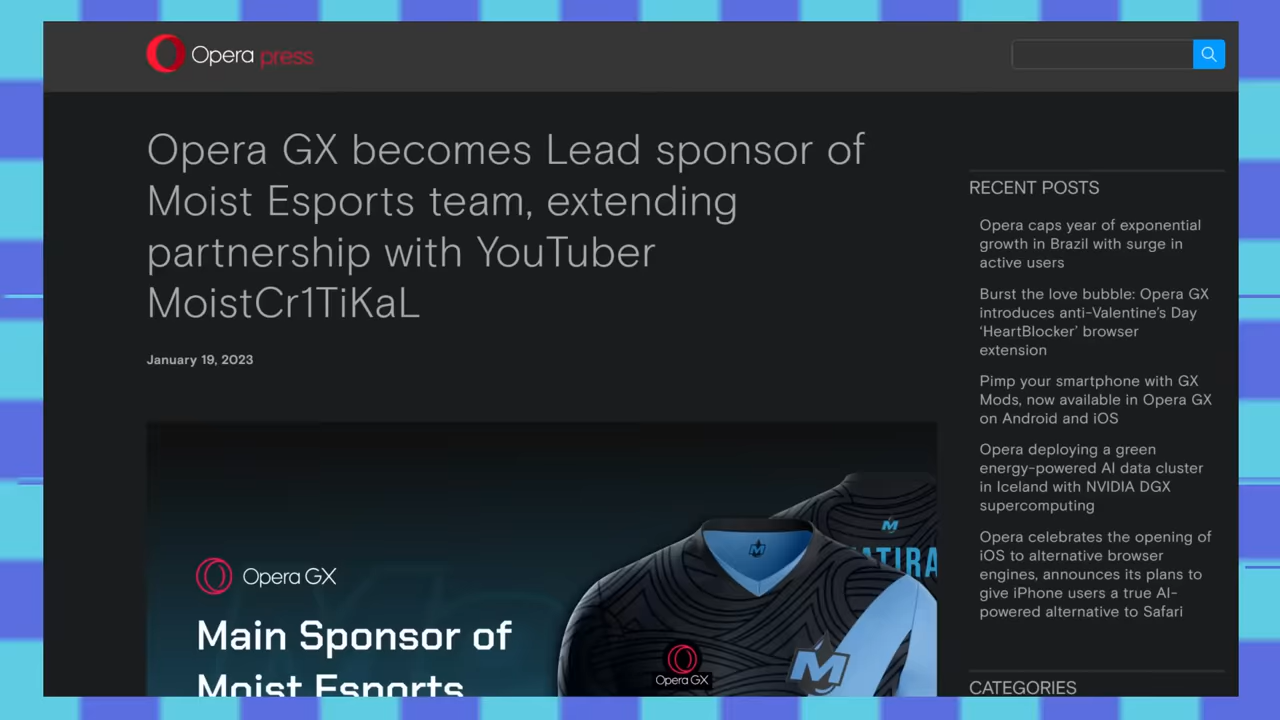 Opera press
Opera GX becomes Lead sponsor of
Moist Esports team, extending
partnership with YouTuber
MoistCr1TiKaL
January 19, 2023
Opera GX
Main Sponsor of
Moist Esports
M
M
ATIRA
Opera GX
M
RECENT POSTS
Opera caps year of exponential
growth in Brazil with surge in
active users
Burst the love bubble: Opera GX
introduces anti-Valentine's Day
‘HeartBlocker’ browser
extension
Pimp your smartphone with GX
Mods, now available in Opera GX
on Android and iOS
Opera deploying a green
energy-powered AI data cluster
in Iceland with NVIDIA DGX
supercomputing
Opera celebrates the opening of
iOS to alternative browser
engines, announces its plans to
give iPhone users a true AI-
powered alternative to Safari
CATEGORIES